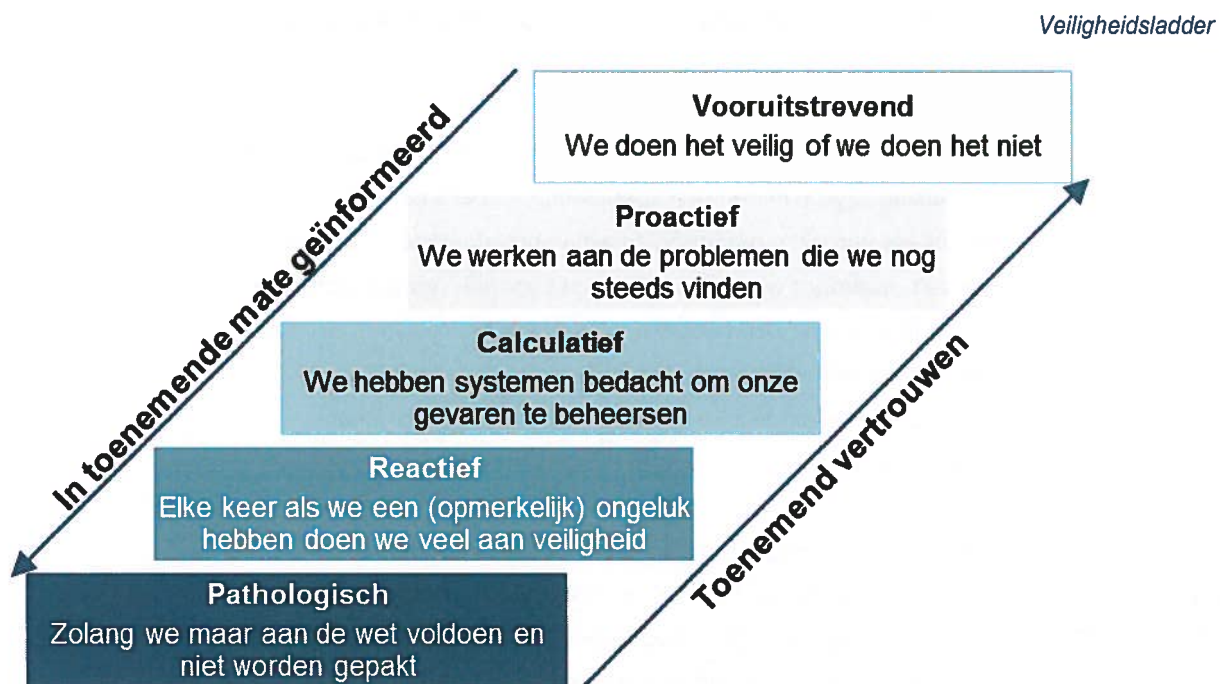 Veiligheidsladder
Vooruitstrevend
We doen het veilig of we doen het niet
In toenemende mate geïnformeerd
Proactief
We werken aan de problemen die we nog
steeds vinden
Calculatief
We hebben systemen bedacht om onze
gevaren te beheersen
Toenemend vertrouwen
Reactief
Elke keer als we een (opmerkelijk) ongeluk
hebben doen we veel aan veiligheid
Pathologisch
Zolang we maar aan de wet voldoen en
niet worden gepakt